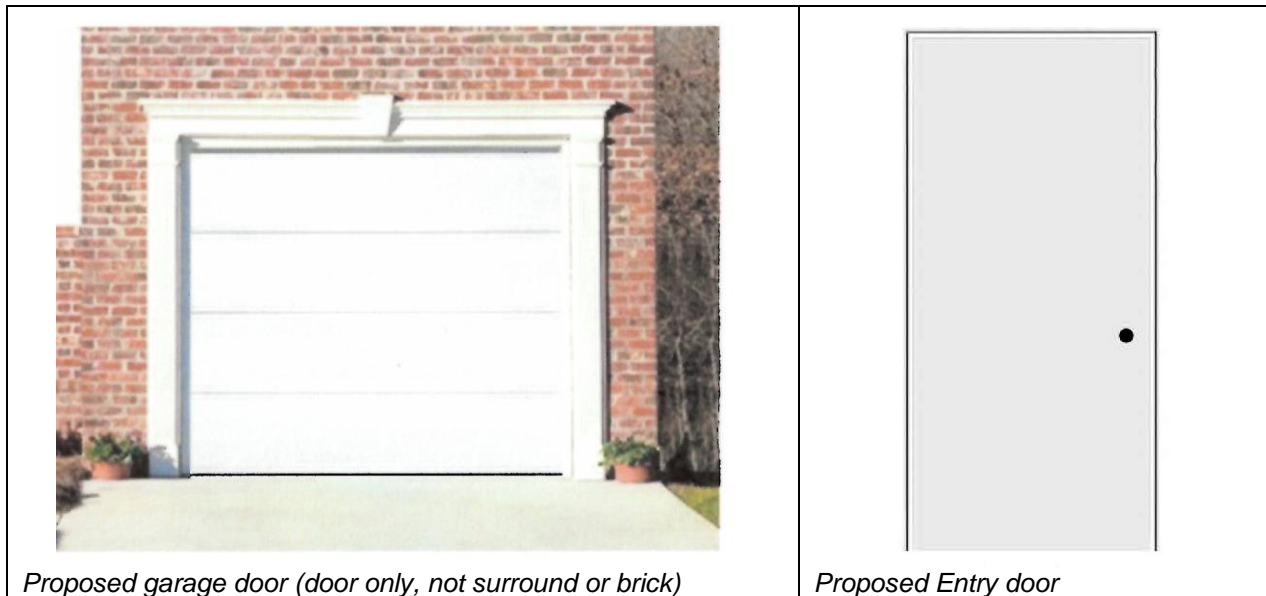 Proposed garage door (door only, not surround or brick)
Proposed Entry door